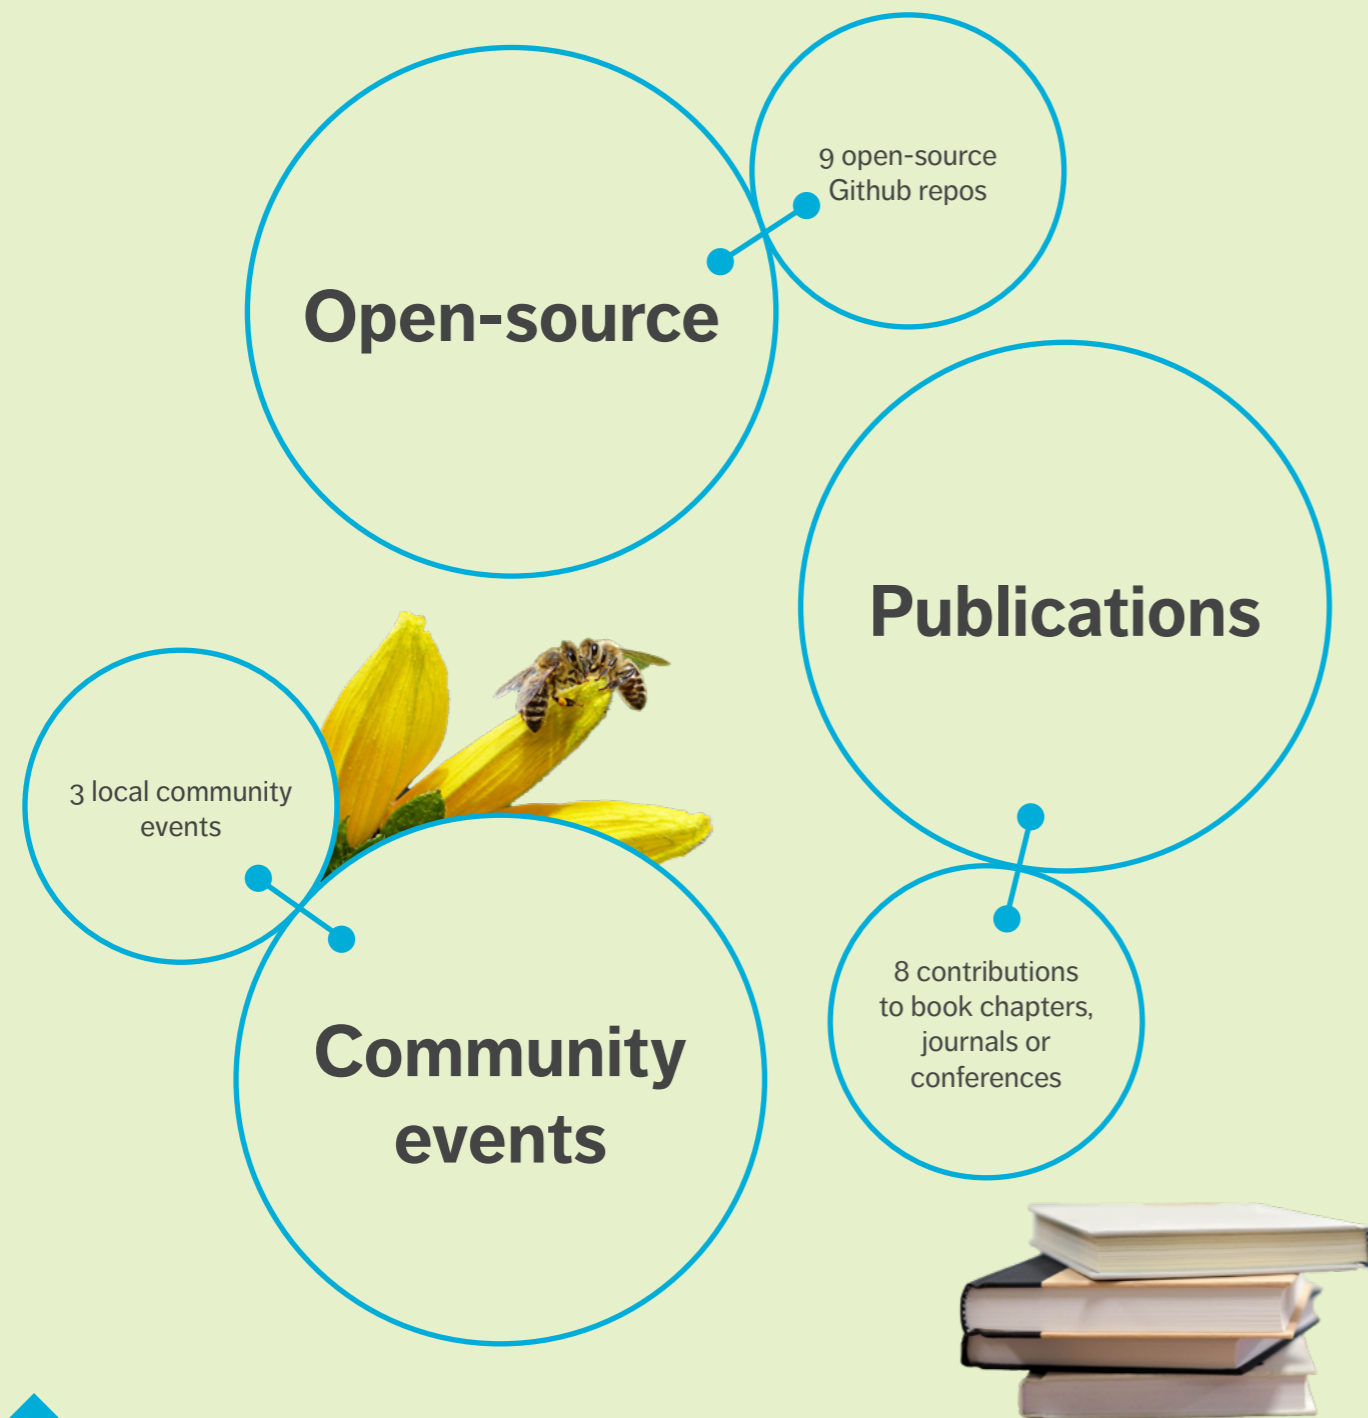 9 open-source
Github repos
Open-source
Publications
3 local community
events
8 contributions
to book chapters,
journals or
conferences
Community
events